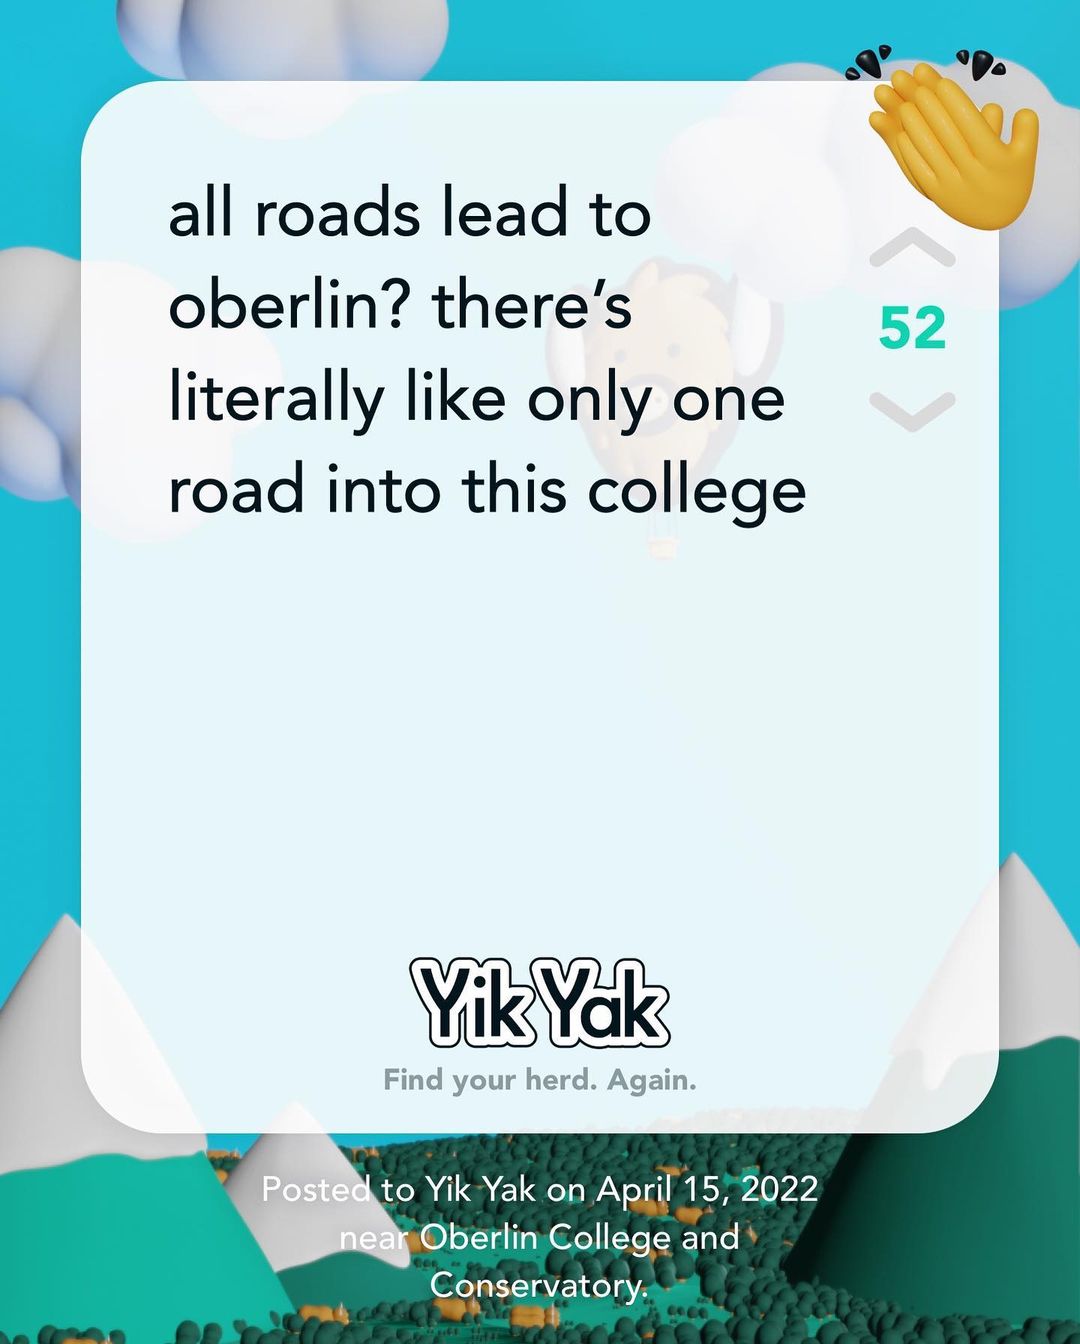 all roads lead to
oberlin? there’s
literally like only one
road into this college
52
Yik Yak
Find your herd. Again.
Posted to Yik Yak on April 15, 2022
near Oberlin College and
Conservatory.